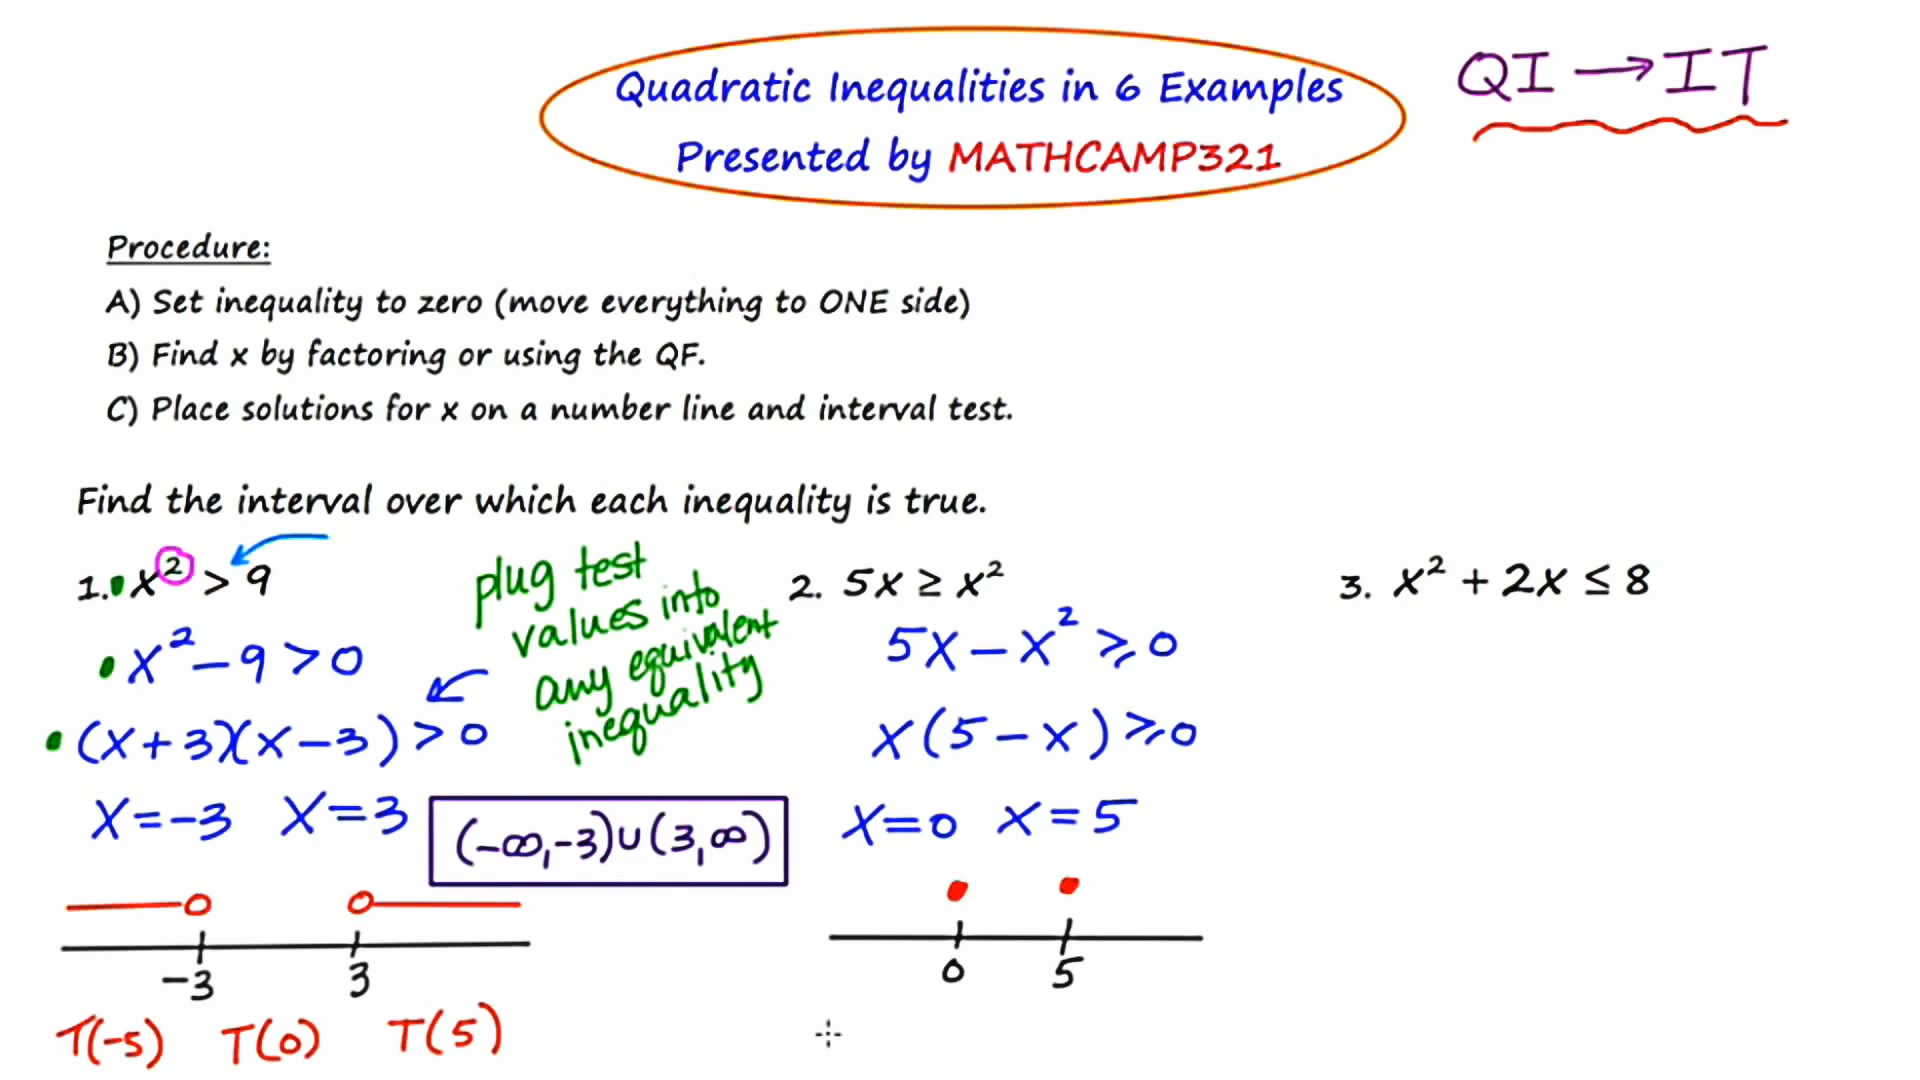 Quadratic Inequalities in 6 Examples
Presented by MATHCAMP321
QI → IT
Procedure:
A) Set inequality to zero (move everything to ONE side)
B) Find x by factoring or using the QF.
C) Place solutions for x on a number line and interval test.
Find the interval over which each inequality is true.
1. x² > 9
x² - 9 > 0
(x+3)(x-3) > 0
x = -3 x = 3
(-∞,-3)∪(3,∞)
-3 3
T(-5) T(0) T(5)
plug test
values into
any equivalent
inequality
2. 5x ≥ x²
5x - x² ≥ 0
x(5 - x) ≥ 0
x = 0 x = 5
0 5
3. x² + 2x ≤ 8